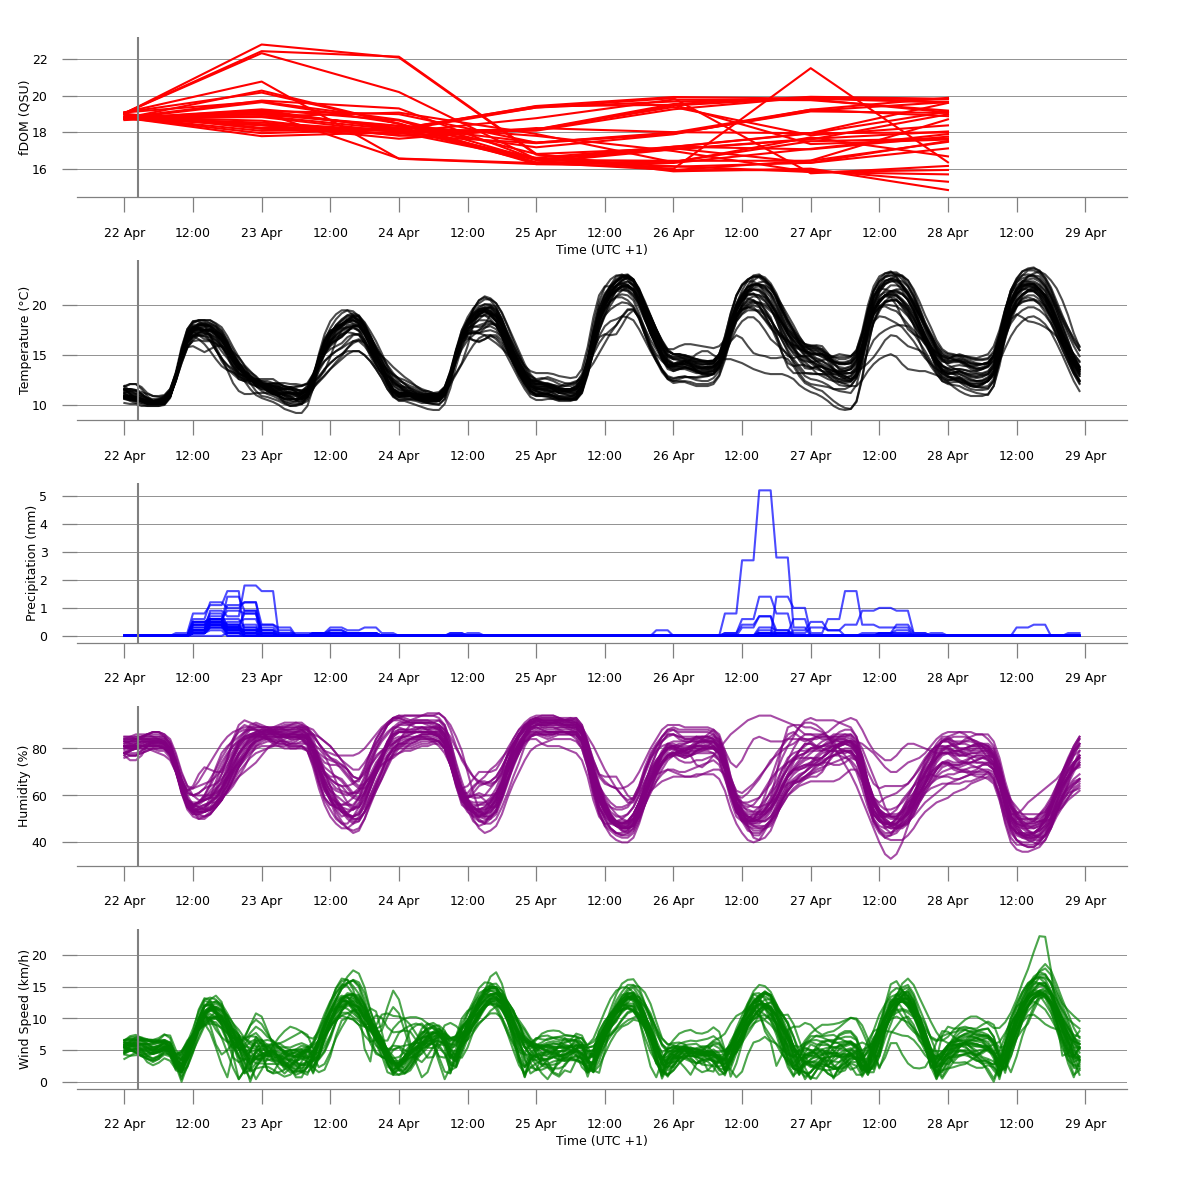 fDOM (QSU)
22
20
18
16
22 Apr 12:00 23 Apr 12:00 24 Apr 12:00 25 Apr 12:00 26 Apr 12:00 27 Apr 12:00 28 Apr 12:00 29 Apr
Time (UTC +1)
Temperature (°C)
20
15
10
22 Apr 12:00 23 Apr 12:00 24 Apr 12:00 25 Apr 12:00 26 Apr 12:00 27 Apr 12:00 28 Apr 12:00 29 Apr
Precipitation (mm)
5
4
3
2
1
0
22 Apr 12:00 23 Apr 12:00 24 Apr 12:00 25 Apr 12:00 26 Apr 12:00 27 Apr 12:00 28 Apr 12:00 29 Apr
Humidity (%)
80
60
40
22 Apr 12:00 23 Apr 12:00 24 Apr 12:00 25 Apr 12:00 26 Apr 12:00 27 Apr 12:00 28 Apr 12:00 29 Apr
Wind Speed (km/h)
20
15
10
5
0
22 Apr 12:00 23 Apr 12:00 24 Apr 12:00 25 Apr 12:00 26 Apr 12:00 27 Apr 12:00 28 Apr 12:00 29 Apr
Time (UTC +1)